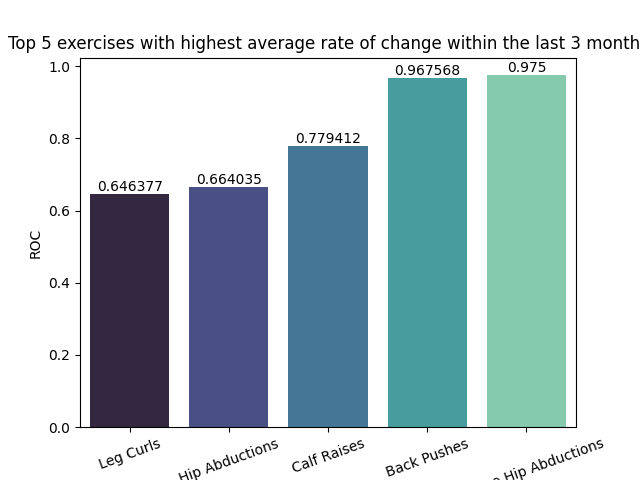 Top 5 exercises with highest average rate of change within the last 3 month
1.0
0.8
0.6
0.4
0.2
0.0
ROC
0.646377
0.664035
0.779412
0.967568
0.975
Leg Curls
Hip Abductions
Calf Raises
Back Pushes
Hip Abductions